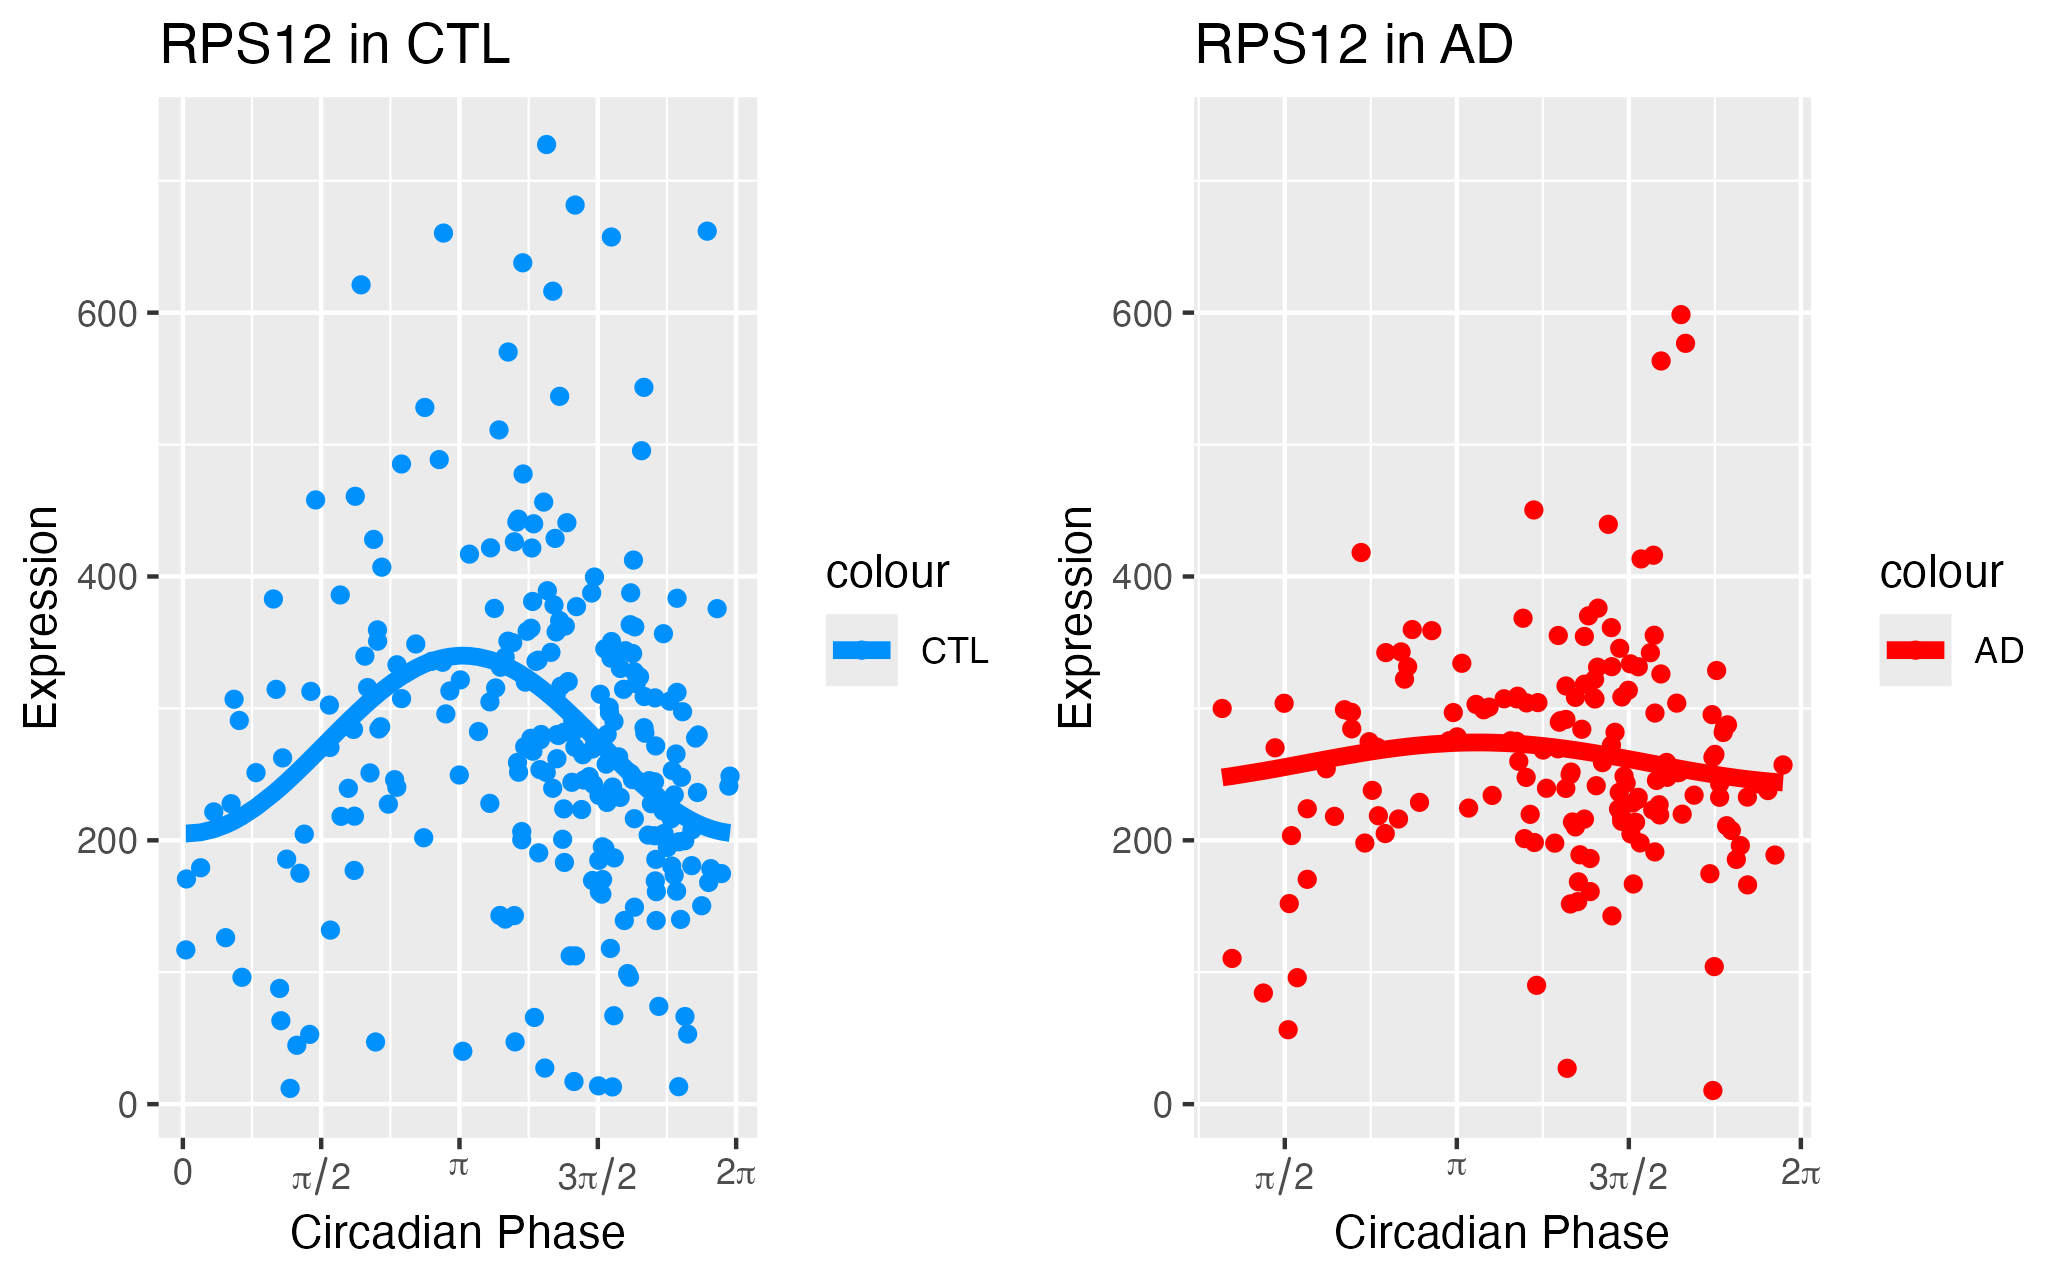 RPS12 in CTL
Expression
600
400
200
0
0 π/2 π 3π/2 2π
Circadian Phase
colour
CTL
RPS12 in AD
Expression
600
400
200
0
π/2 π 3π/2 2π
Circadian Phase
colour
AD